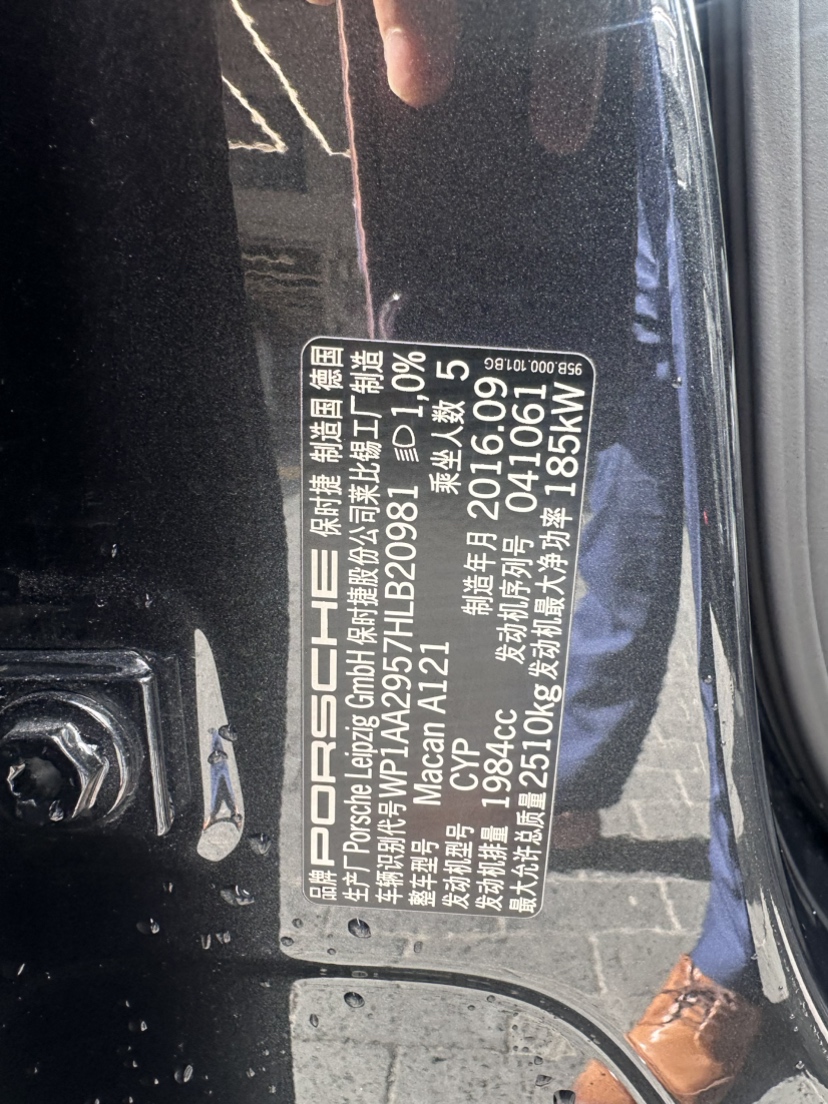 品牌 PORSCHE 保时捷 制造国 德国
生产厂 Porsche Leipzig GmbH 保时捷股份公司莱比锡工厂 制造
车辆识别代号 WP1AA2957HLB20981 1,0%
整车型号 Macan A121 乘坐人数 5
发动机型号 CYP 制造年月 2016.09
发动机排量 1984cc 发动机序列号 041061
最大允许总质量 2510kg 发动机最大净功率 185kW
95B.000.101.BG